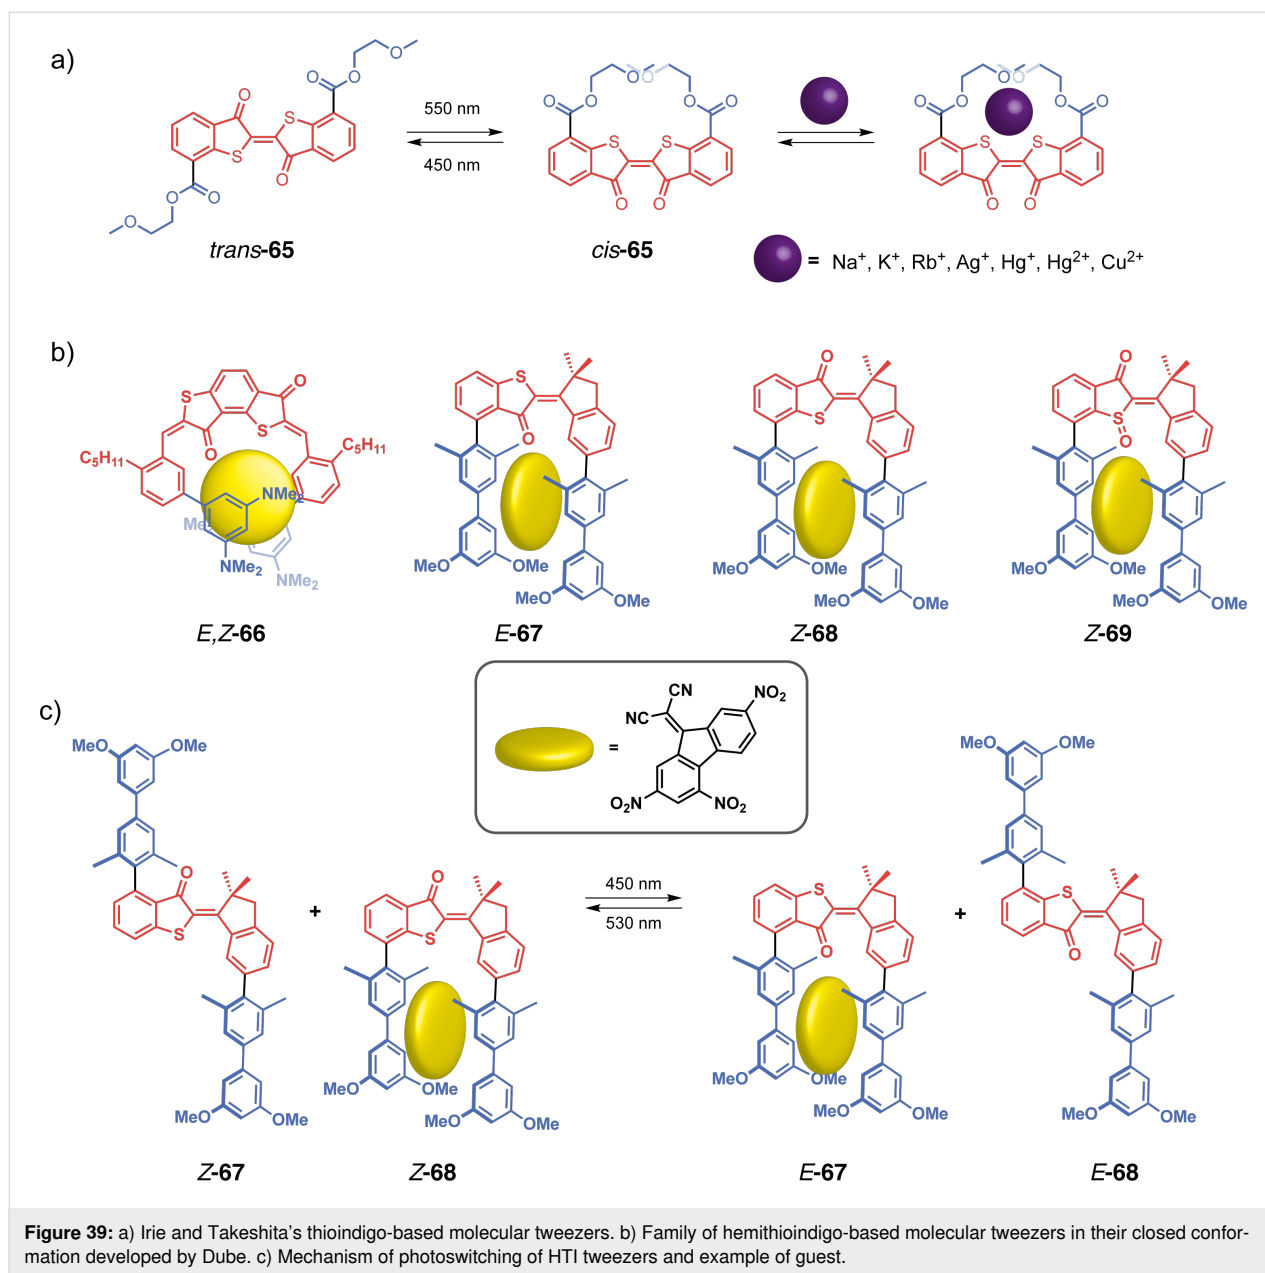 a)
O
O
O
O
S
S
O
O
O
O
trans-65
550 nm
450 nm
O
O
O
O
O
O
S
S
O
O
cis-65
O
O
O
O
O
O
S
S
O
O
= Na⁺, K⁺, Rb⁺, Ag⁺, Hg⁺, Hg²⁺, Cu²⁺
b)
S
O
O
S
C₅H₁₁
C₅H₁₁
NMe₂
Me₂
NMe₂
NMe₂
E,Z-66
S
O
MeO
OMe
MeO
OMe
E-67
O
S
MeO
OMe
MeO
OMe
Z-68
O
S
O
MeO
OMe
MeO
OMe
Z-69
c)
CN
NC
NO₂
=
O₂N
NO₂
MeO
OMe
O
S
MeO
OMe
Z-67
+
O
S
MeO
OMe
MeO
OMe
Z-68
450 nm
530 nm
S
O
MeO
OMe
MeO
OMe
E-67
+
MeO
OMe
S
O
MeO
OMe
E-68
Figure 39: a) Irie and Takeshita's thioindigo-based molecular tweezers. b) Family of hemithioindigo-based molecular tweezers in their closed confor-
mation developed by Dube. c) Mechanism of photoswitching of HTI tweezers and example of guest.